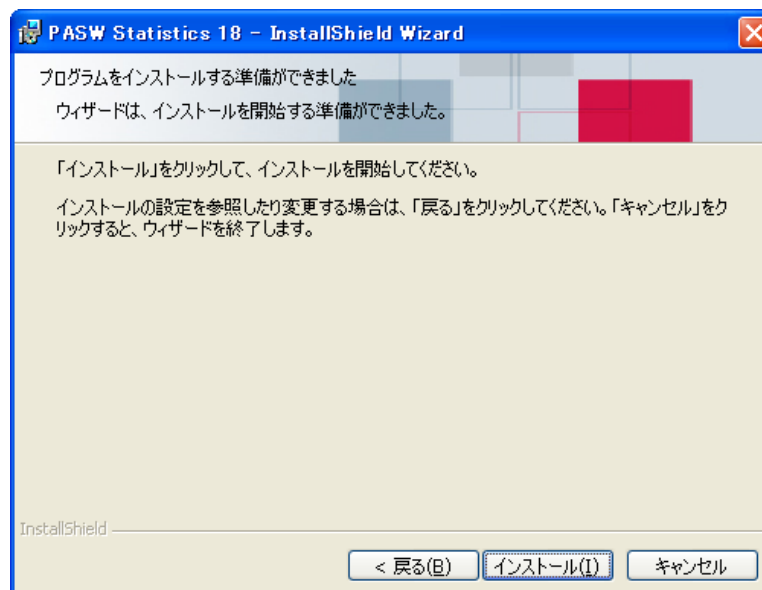 PASW Statistics 18 - InstallShield Wizard
プログラムをインストールする準備ができました
ウィザードは、インストールを開始する準備ができました。
「インストール」をクリックして、インストールを開始してください。
インストールの設定を参照したり変更する場合は、「戻る」をクリックしてください。「キャンセル」をク
リックすると、ウィザードを終了します。
InstallShield
< 戻る(B) インストール(I) キャンセル